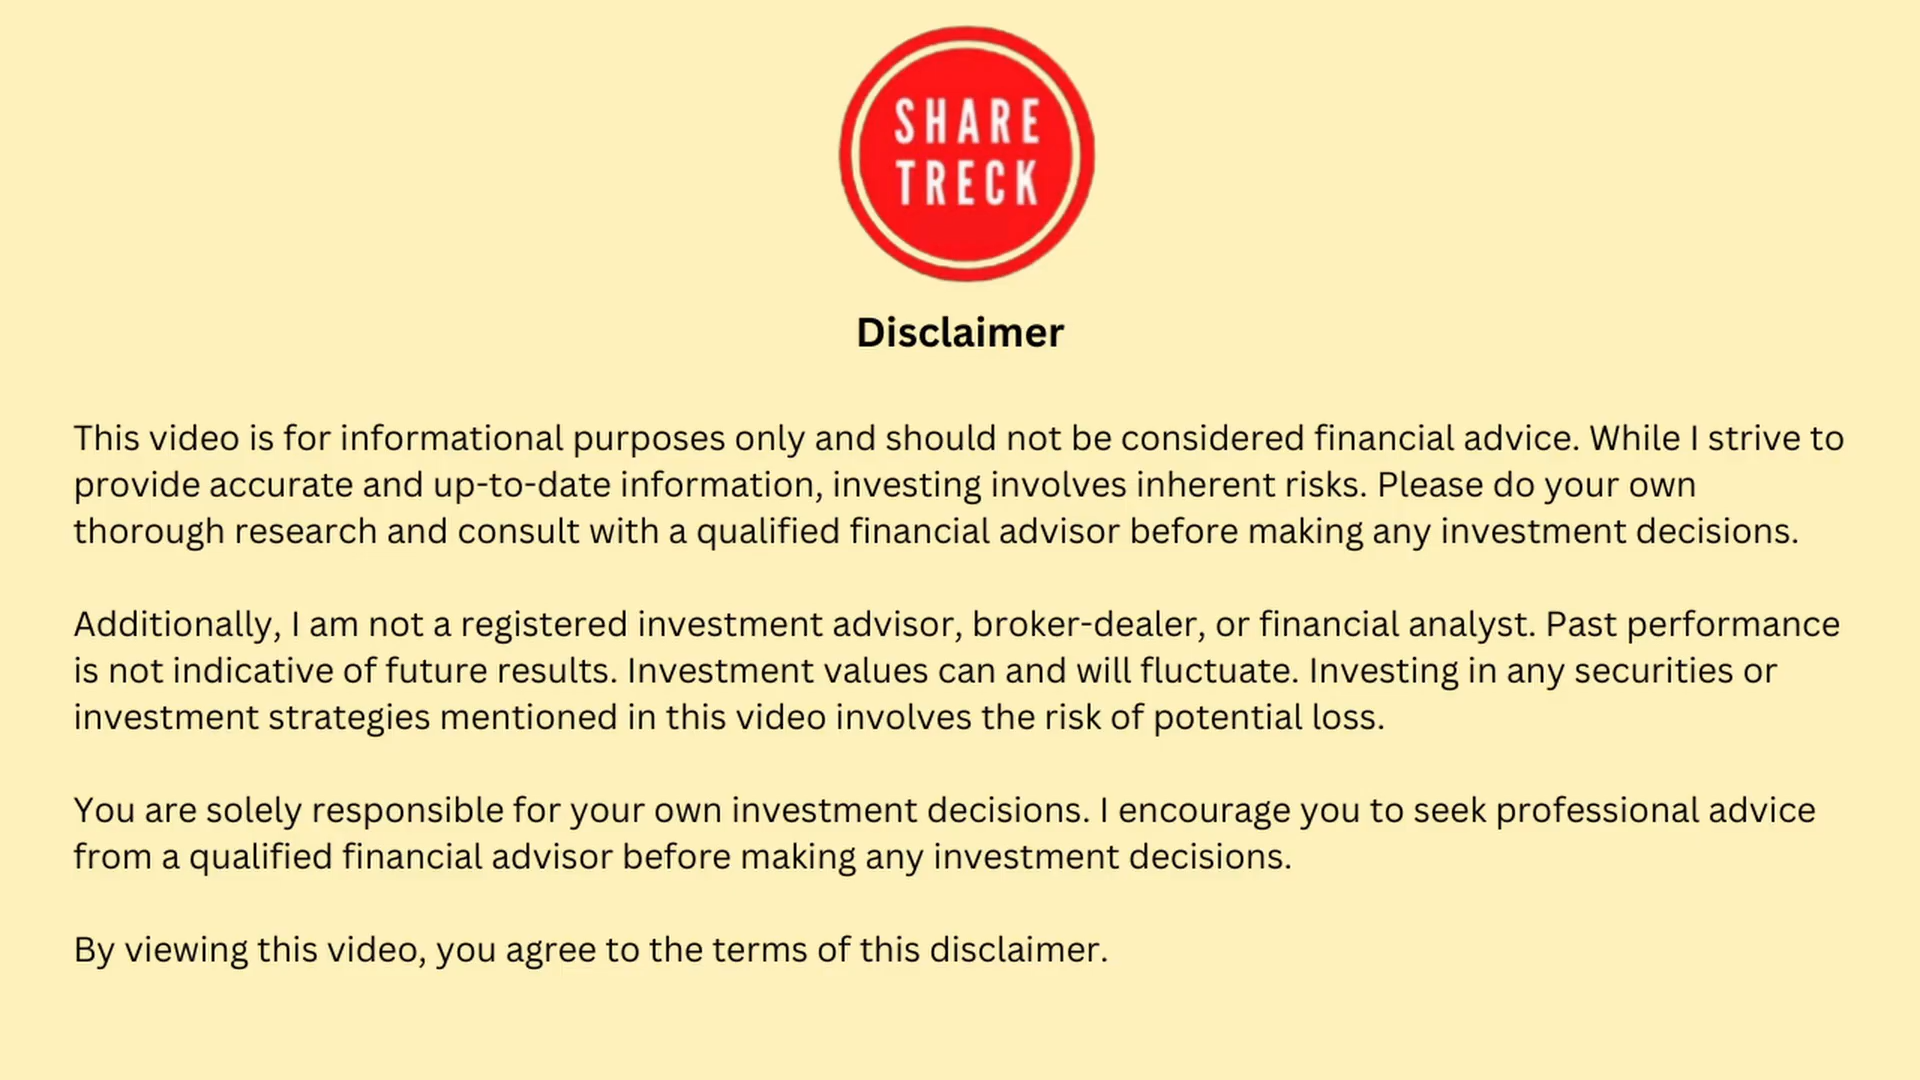 SHARE
TRECK
Disclaimer
This video is for informational purposes only and should not be considered financial advice. While I strive to
provide accurate and up-to-date information, investing involves inherent risks. Please do your own
thorough research and consult with a qualified financial advisor before making any investment decisions.
Additionally, I am not a registered investment advisor, broker-dealer, or financial analyst. Past performance
is not indicative of future results. Investment values can and will fluctuate. Investing in any securities or
investment strategies mentioned in this video involves the risk of potential loss.
You are solely responsible for your own investment decisions. I encourage you to seek professional advice
from a qualified financial advisor before making any investment decisions.
By viewing this video, you agree to the terms of this disclaimer.